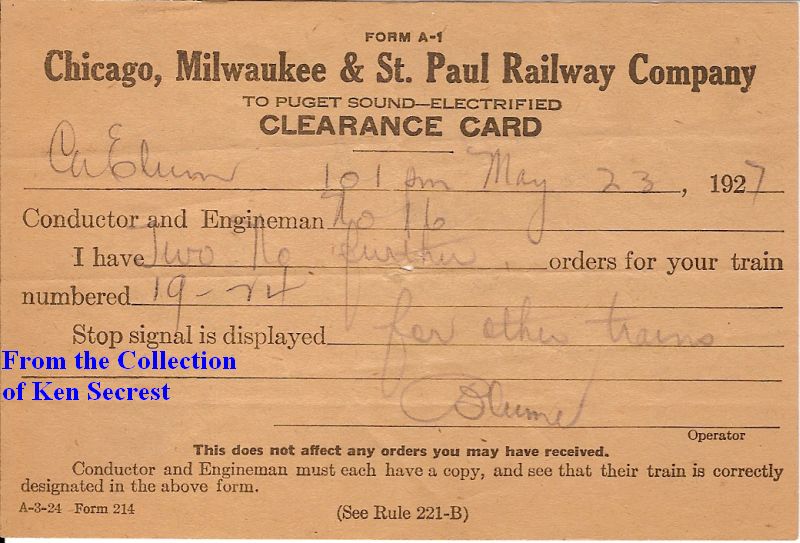 FORM A-1
Chicago, Milwaukee & St. Paul Railway Company
TO PUGET SOUND—ELECTRIFIED
CLEARANCE CARD
Cle Elum 101 pm May 23, 1927
Conductor and Engineman No 16
I have Two No further orders for your train
numbered 19-24
Stop signal is displayed for other trains
From the Collection
of Ken Secrest
Blume
Operator
This does not affect any orders you may have received.
Conductor and Engineman must each have a copy, and see that their train is correctly
designated in the above form.
A-3-24 Form 214 (See Rule 221-B)